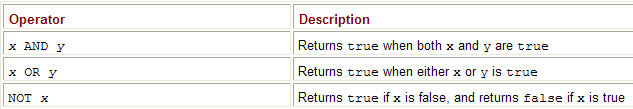 Operator Description
x AND y Returns true when both x and y are true
x OR y Returns true when either x or y is true
NOT x Returns true if x is false, and returns false if x is true